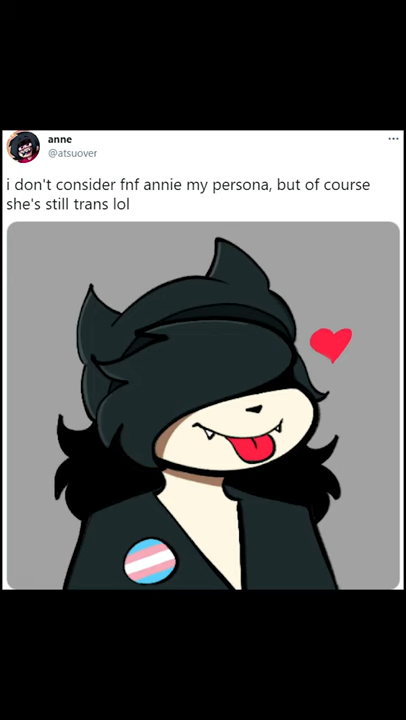 anne
@atsuover
i don't consider fnf annie my persona, but of course
she's still trans lol